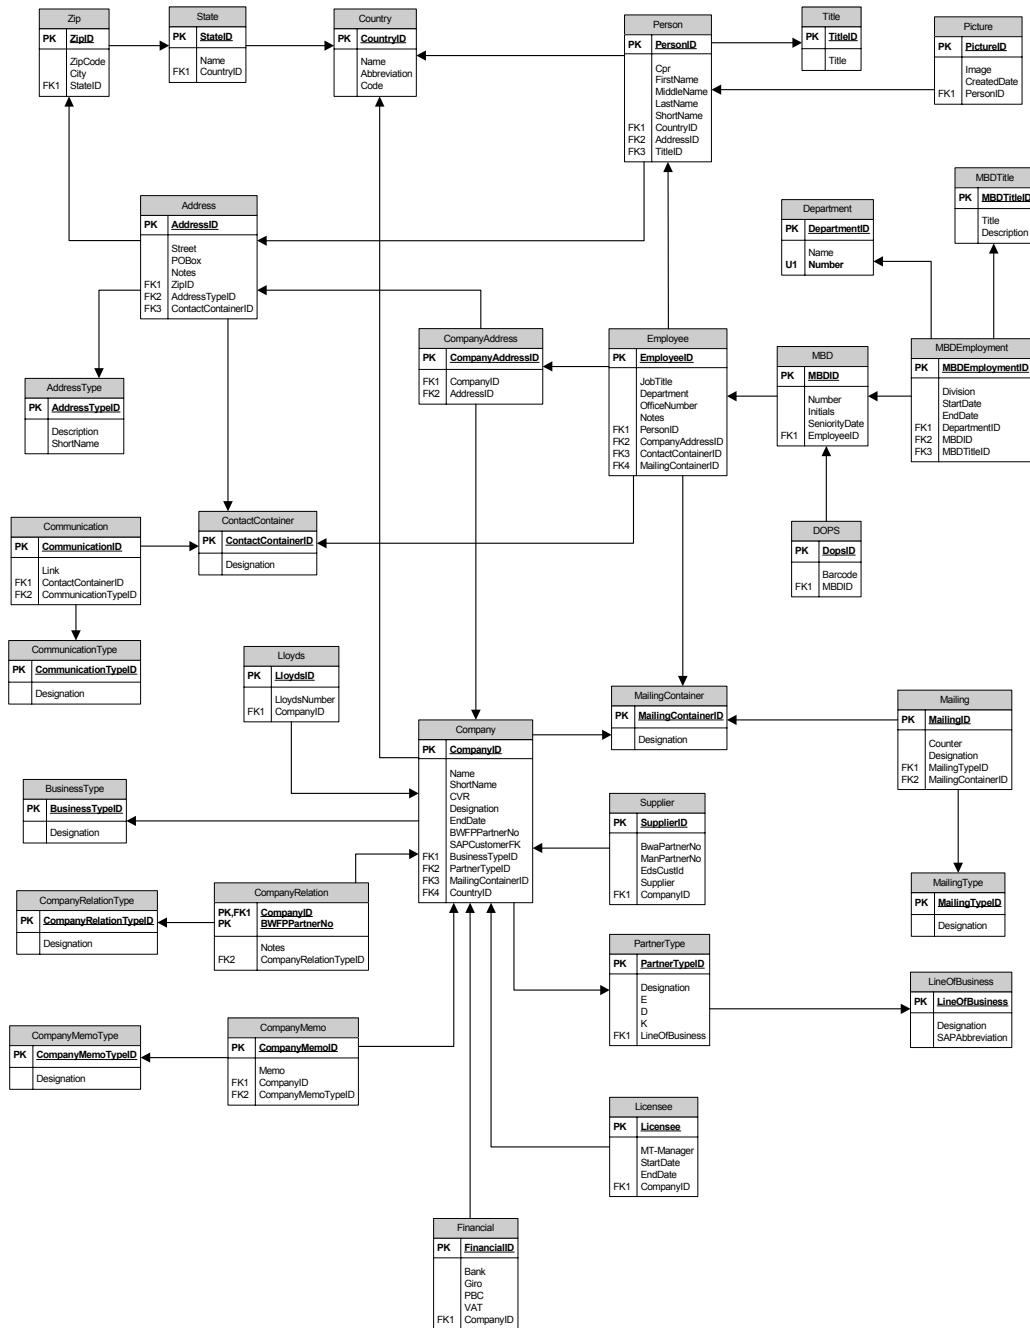 Zip
PK ZipID
ZipCode
City
FK1 StateID
State
PK StateID
Name
FK1 CountryID
Country
PK CountryID
Name
Abbreviation
Code
Person
PK PersonID
Cpr
FirstName
MiddleName
LastName
ShortName
FK1 CountryID
FK2 AddressID
FK3 TitleID
Title
PK TitleID
Title
Picture
PK PictureID
Image
CreatedDate
FK1 PersonID
MBDTitle
PK MBDTitleID
Title
Description
Department
PK DepartmentID
Name
U1 Number
Address
PK AddressID
Street
POBox
Notes
FK1 ZipID
FK2 AddressTypeID
FK3 ContactContainerID
CompanyAddress
PK CompanyAddressID
FK1 CompanyID
FK2 AddressID
Employee
PK EmployeeID
JobTitle
Department
OfficeNumber
Notes
FK1 PersonID
FK2 CompanyAddressID
FK3 ContactContainerID
FK4 MailingContainerID
MBD
PK MBDID
Number
Initials
SeniorityDate
FK1 EmployeeID
MBDEmployment
PK MBDEmploymentID
Division
StartDate
EndDate
FK1 DepartmentID
FK2 MBDID
FK3 MBDTitleID
AddressType
PK AddressTypeID
Description
ShortName
Communication
PK CommunicationID
Link
FK1 ContactContainerID
FK2 CommunicationTypeID
ContactContainer
PK ContactContainerID
Designation
DOPS
PK DopsID
Barcode
FK1 MBDID
CommunicationType
PK CommunicationTypeID
Designation
Lloyds
PK LloydsID
LloydsNumber
FK1 CompanyID
MailingContainer
PK MailingContainerID
Designation
Mailing
PK MailingID
Counter
Designation
FK1 MailingTypeID
FK2 MailingContainerID
Company
PK CompanyID
Name
ShortName
CVR
Designation
EndDate
BWFPPartnerNo
SAPCustomerFK
FK1 BusinessTypeID
FK2 PartnerTypeID
FK3 MailingContainerID
FK4 CountryID
BusinessType
PK BusinessTypeID
Designation
Supplier
PK SupplierID
BwaPartnerNo
ManPartnerNo
EdsCustId
Supplier
FK1 CompanyID
MailingType
PK MailingTypeID
Designation
CompanyRelationType
PK CompanyRelationTypeID
Designation
CompanyRelation
PK,FK1 CompanyID
PK BWFPPartnerNo
Notes
FK2 CompanyRelationTypeID
PartnerType
PK PartnerTypeID
Designation
E
D
K
FK1 LineOfBusiness
LineOfBusiness
PK LineOfBusiness
Designation
SAPAbbreviation
CompanyMemoType
PK CompanyMemoTypeID
Designation
CompanyMemo
PK CompanyMemoID
Memo
FK1 CompanyID
FK2 CompanyMemoTypeID
Licensee
PK Licensee
MT-Manager
StartDate
EndDate
FK1 CompanyID
Financial
PK FinancialID
Bank
Giro
PBC
VAT
FK1 CompanyID